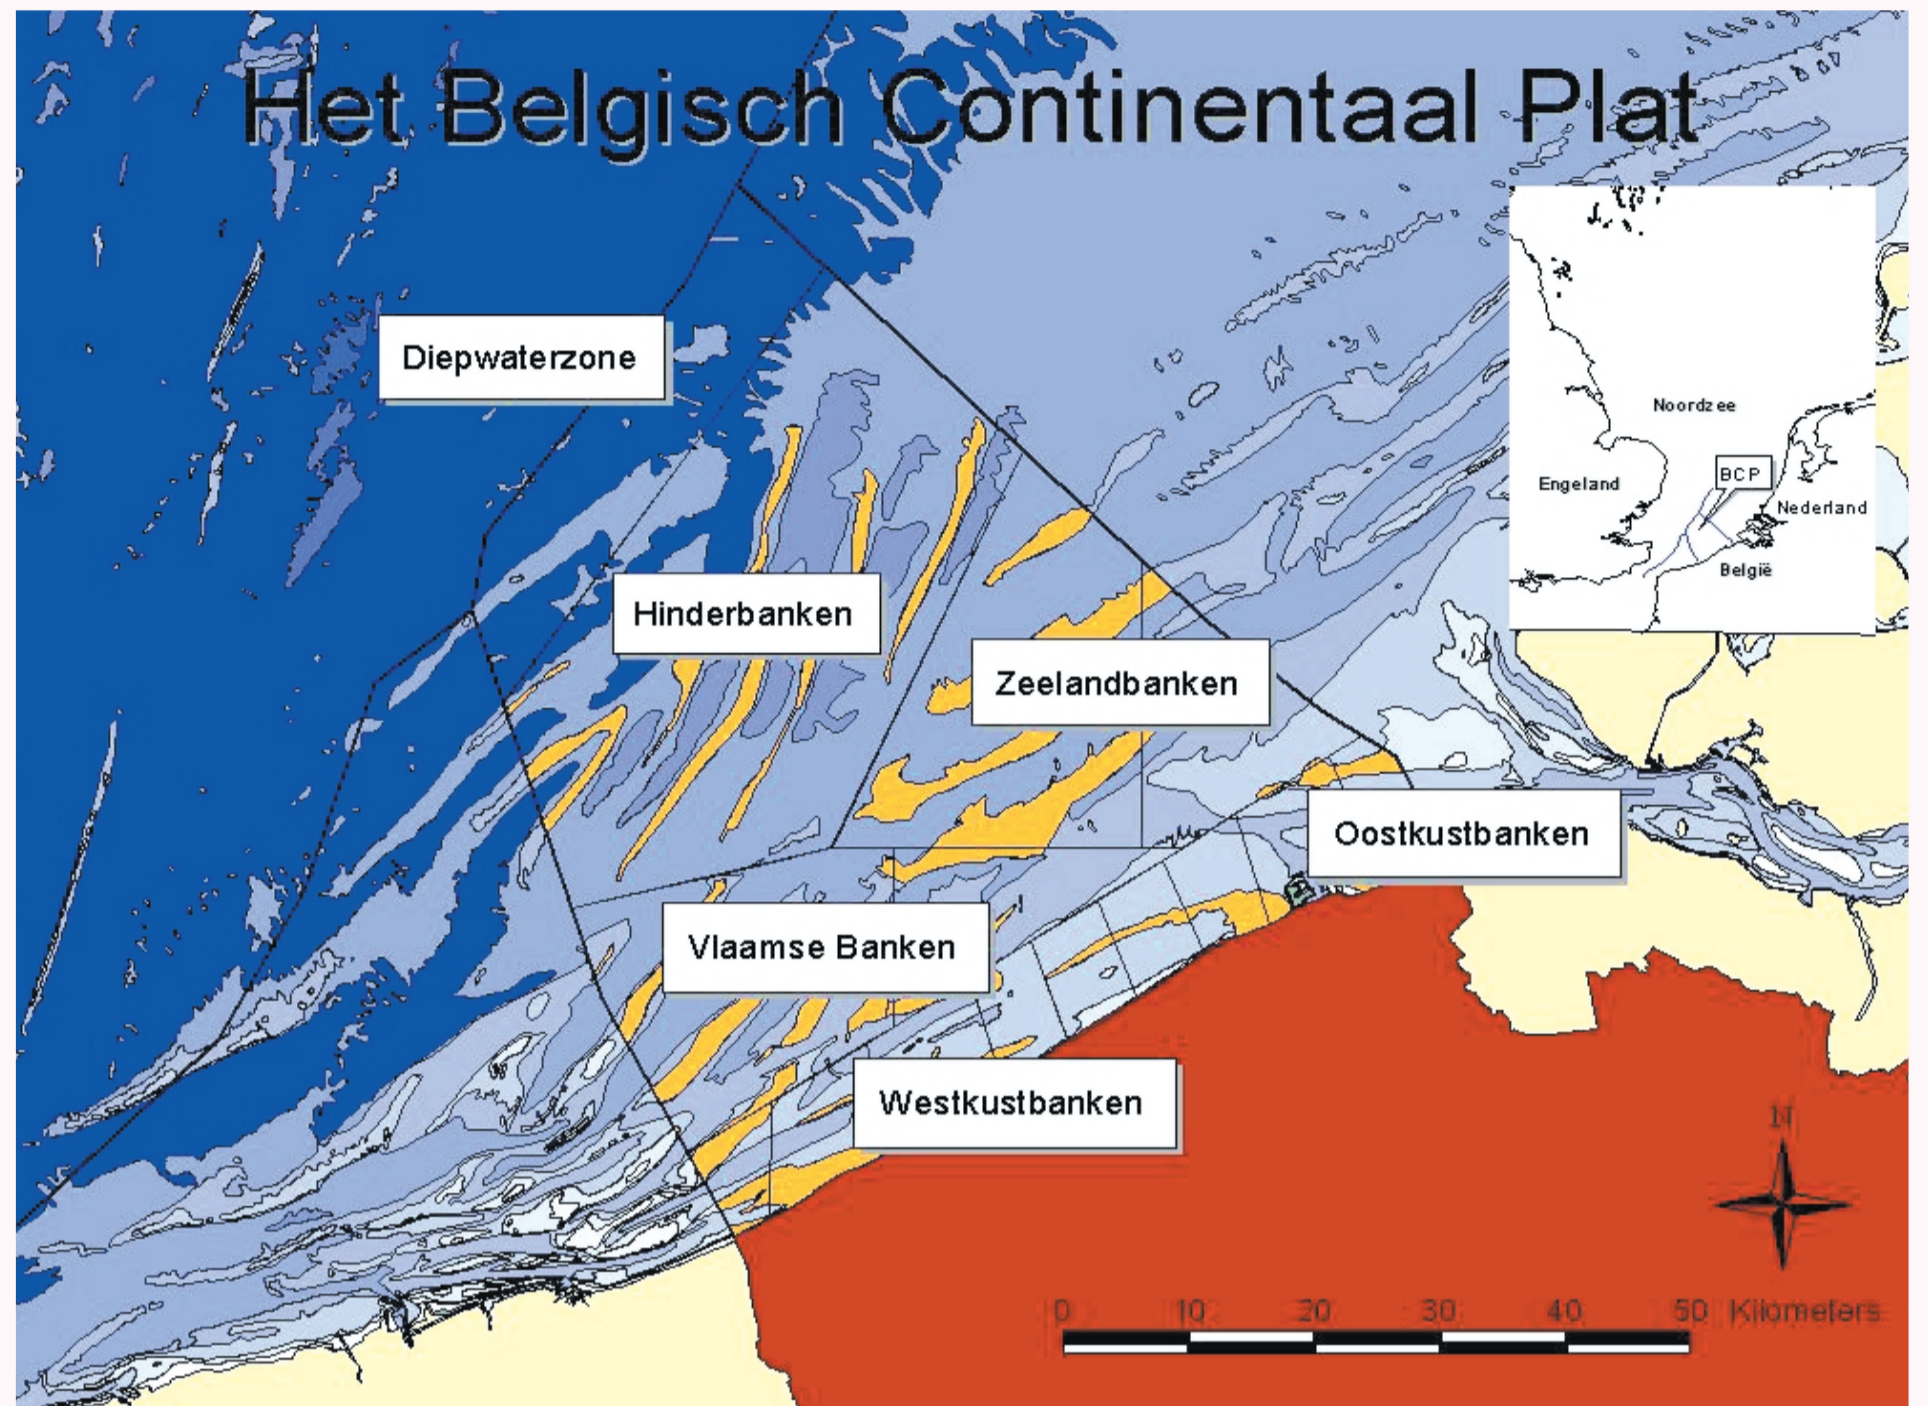 Het Belgisch Continentaal Plat
Diepwaterzone
Noordzee
BCP
Engeland
Nederland
België
Hinderbanken
Zeelandbanken
Oostkustbanken
Vlaamse Banken
Westkustbanken
N
0 10 20 30 40 50 Kilometers